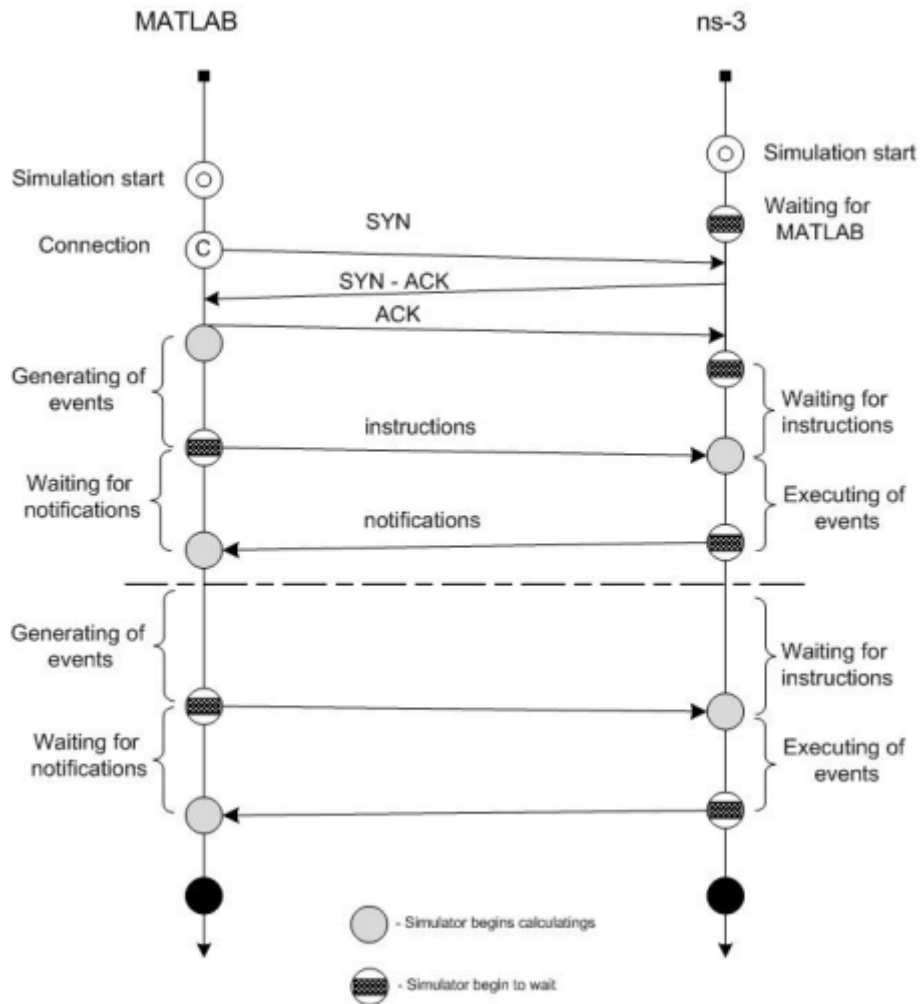 MATLAB
ns-3
Simulation start
Simulation start
Waiting for
MATLAB
Connection
C
SYN
SYN - ACK
ACK
Generating of
events
Waiting for
instructions
instructions
Waiting for
notifications
Executing of
events
notifications
Generating of
events
Waiting for
instructions
Waiting for
notifications
Executing of
events
- Simulator begins calculatings
- Simulator begin to wait